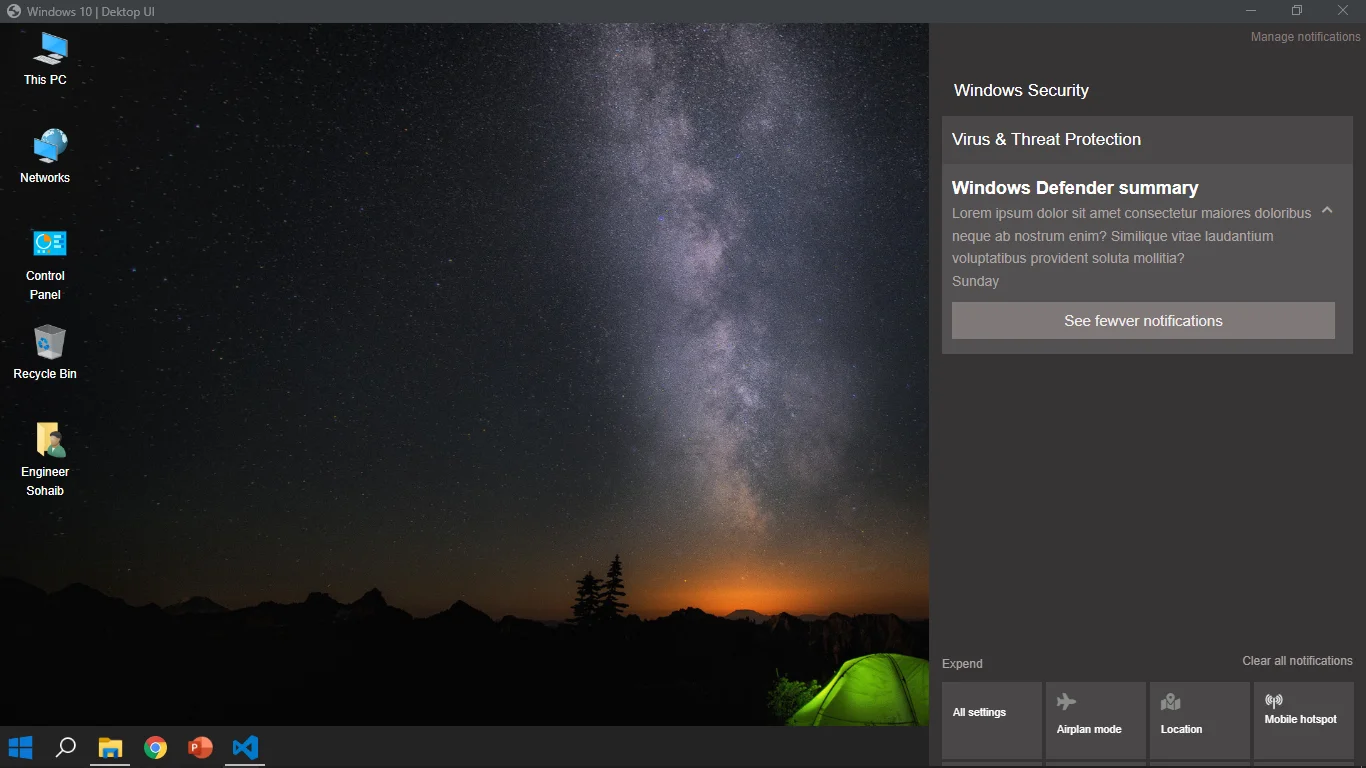 Windows 10 | Dektop UI
This PC
Networks
Control
Panel
Recycle Bin
Engineer
Sohaib
Manage notifications
Windows Security
Virus & Threat Protection
Windows Defender summary
Lorem ipsum dolor sit amet consectetur maiores doloribus
neque ab nostrum enim? Similique vitae laudantium
voluptatibus provident soluta mollitia?
Sunday
See fewver notifications
Expend
Clear all notifications
All settings
Airplan mode
Location
Mobile hotspot
P